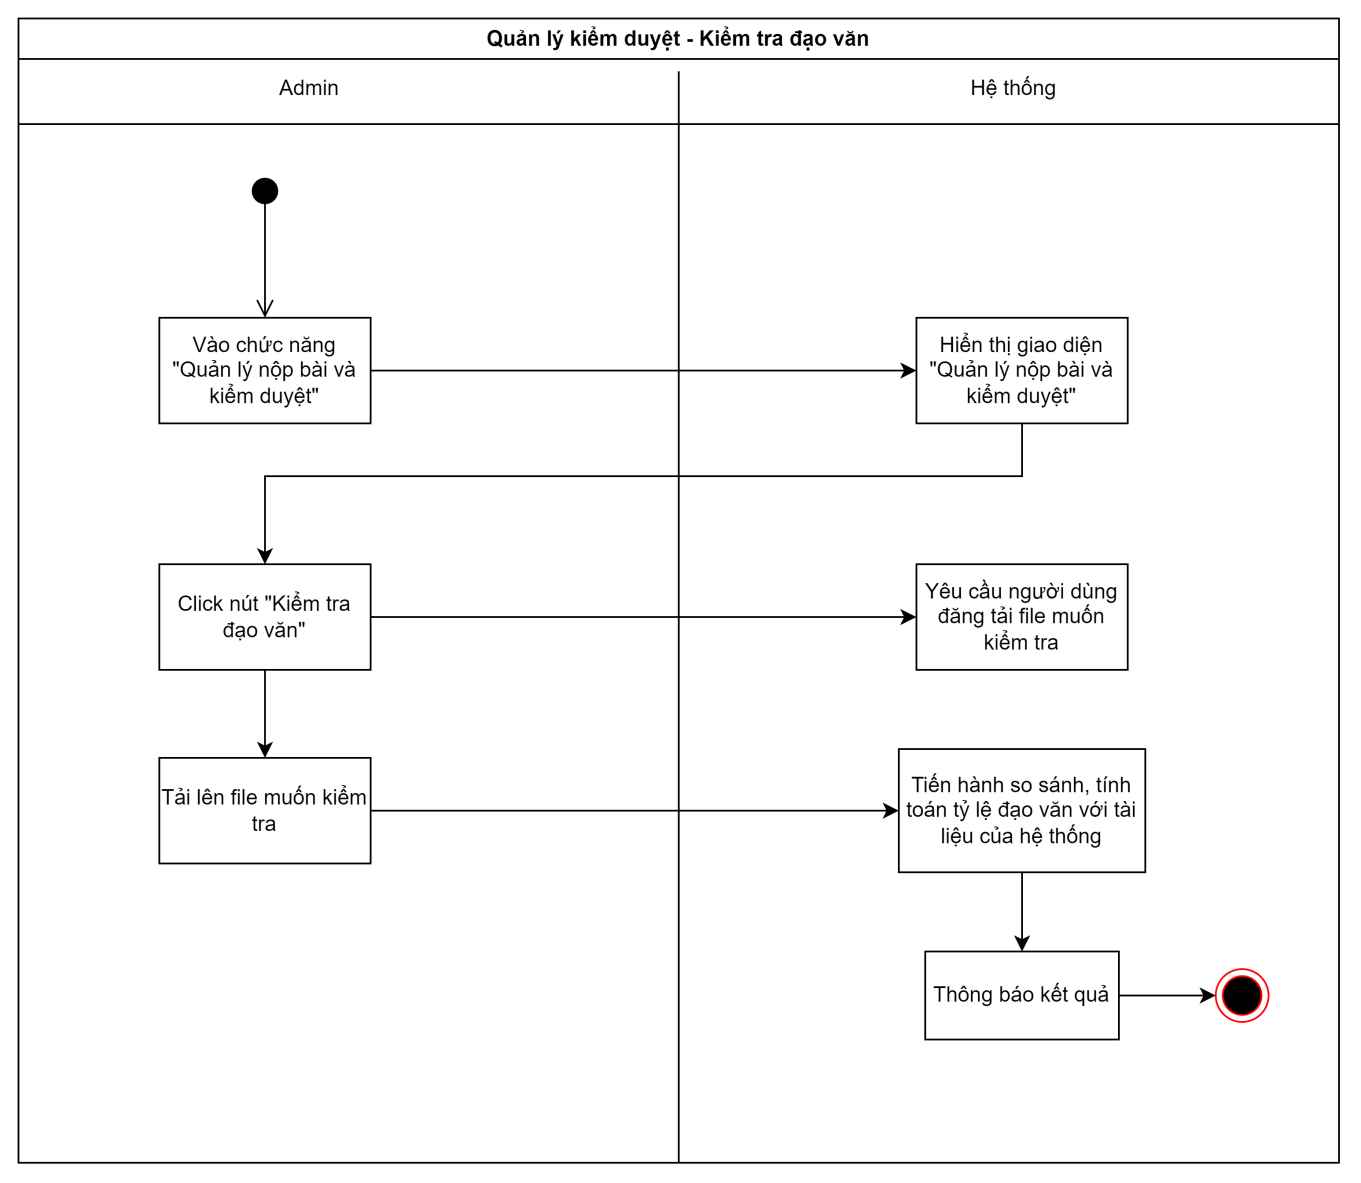 Quản lý kiểm duyệt - Kiểm tra đạo văn
Admin
Hệ thống
Vào chức năng
"Quản lý nộp bài và
kiểm duyệt"
Hiển thị giao diện
"Quản lý nộp bài và
kiểm duyệt"
Click nút "Kiểm tra
đạo văn"
Yêu cầu người dùng
đăng tải file muốn
kiểm tra
Tải lên file muốn kiểm
tra
Tiến hành so sánh, tính
toán tỷ lệ đạo văn với tài
liệu của hệ thống
Thông báo kết quả